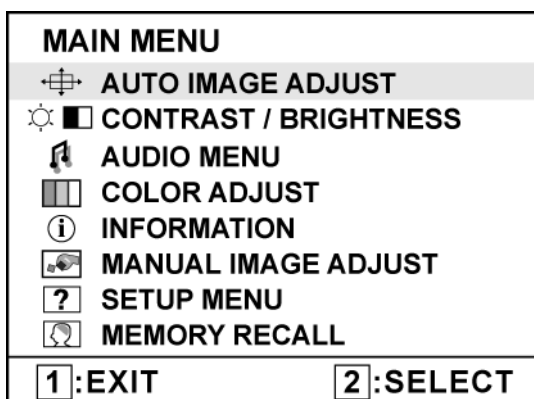 MAIN MENU
AUTO IMAGE ADJUST
CONTRAST / BRIGHTNESS
AUDIO MENU
COLOR ADJUST
i INFORMATION
MANUAL IMAGE ADJUST
? SETUP MENU
MEMORY RECALL
1:EXIT 2:SELECT